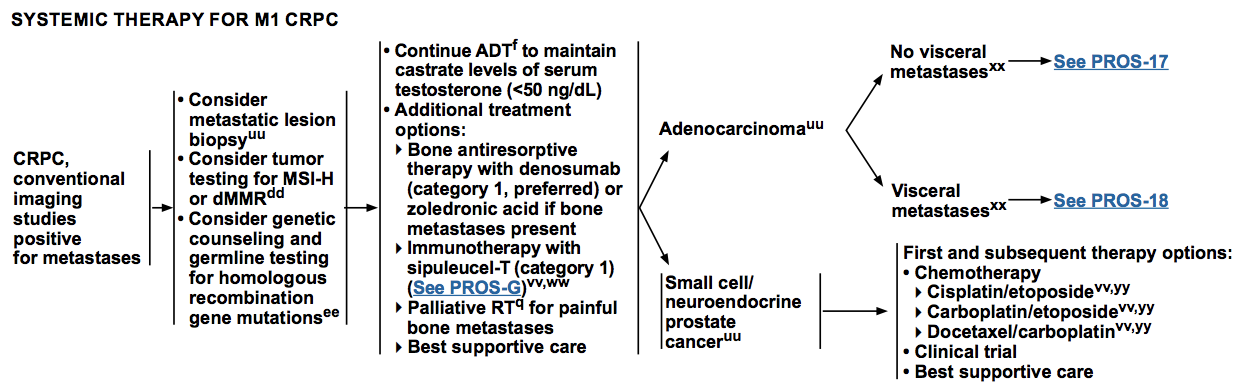 SYSTEMIC THERAPY FOR M1 CRPC
CRPC,
conventional
imaging
studies
positive
for metastases
• Consider
metastatic lesion
biopsyuu
• Consider tumor
testing for MSI-H
or dMMRdd
• Consider genetic
counseling and
germline testing
for homologous
recombination
gene mutationsee
• Continue ADTf to maintain
castrate levels of serum
testosterone (<50 ng/dL)
• Additional treatment
options:
Bone antiresorptive
therapy with denosumab
(category 1, preferred) or
zoledronic acid if bone
metastases present
Immunotherapy with
sipuleucel-T (category 1)
(See PROS-G)vv,ww
Palliative RTq for painful
bone metastases
Best supportive care
Adenocarcinomauu
No visceral
metastasesxx
See PROS-17
Visceral
metastasesxx
See PROS-18
Small cell/
neuroendocrine
prostate
canceruu
First and subsequent therapy options:
• Chemotherapy
Cisplatin/etoposidevv,yy
Carboplatin/etoposidevv,yy
Docetaxel/carboplatinvv,yy
• Clinical trial
• Best supportive care